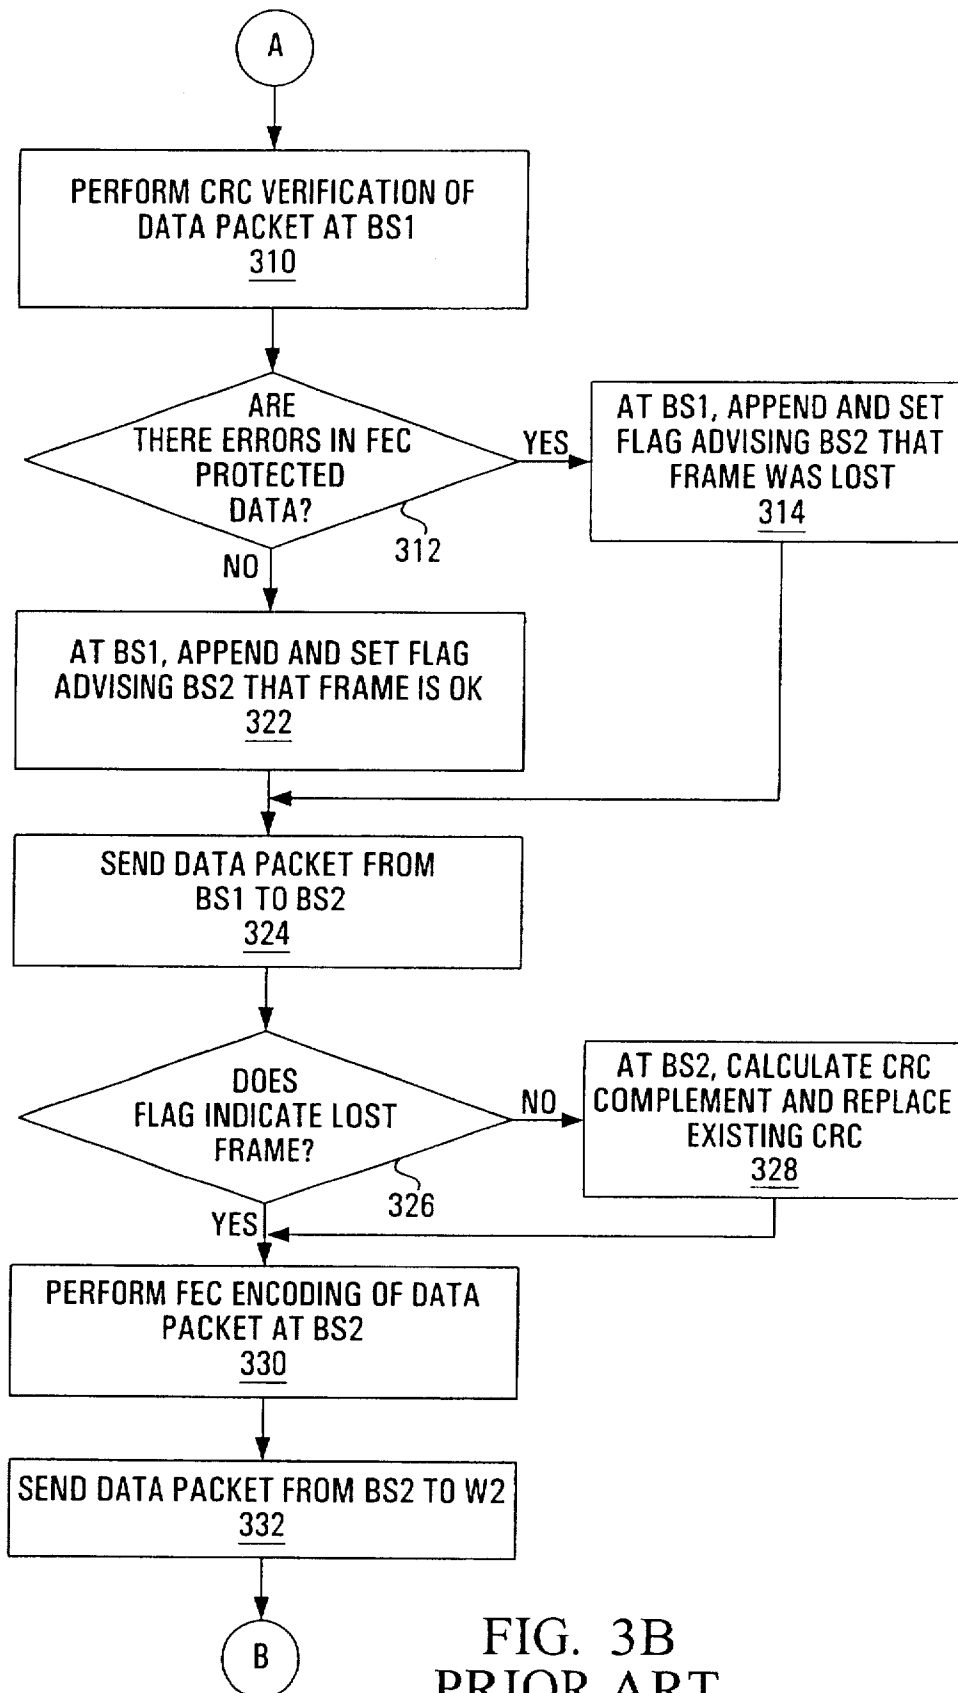 A
PERFORM CRC VERIFICATION OF
DATA PACKET AT BS1
310
ARE
THERE ERRORS IN FEC
PROTECTED
DATA?
312
YES
AT BS1, APPEND AND SET
FLAG ADVISING BS2 THAT
FRAME WAS LOST
314
NO
AT BS1, APPEND AND SET FLAG
ADVISING BS2 THAT FRAME IS OK
322
SEND DATA PACKET FROM
BS1 TO BS2
324
DOES
FLAG INDICATE LOST
FRAME?
326
NO
AT BS2, CALCULATE CRC
COMPLEMENT AND REPLACE
EXISTING CRC
328
YES
PERFORM FEC ENCODING OF DATA
PACKET AT BS2
330
SEND DATA PACKET FROM BS2 TO W2
332
B
FIG. 3B
PRIOR ART